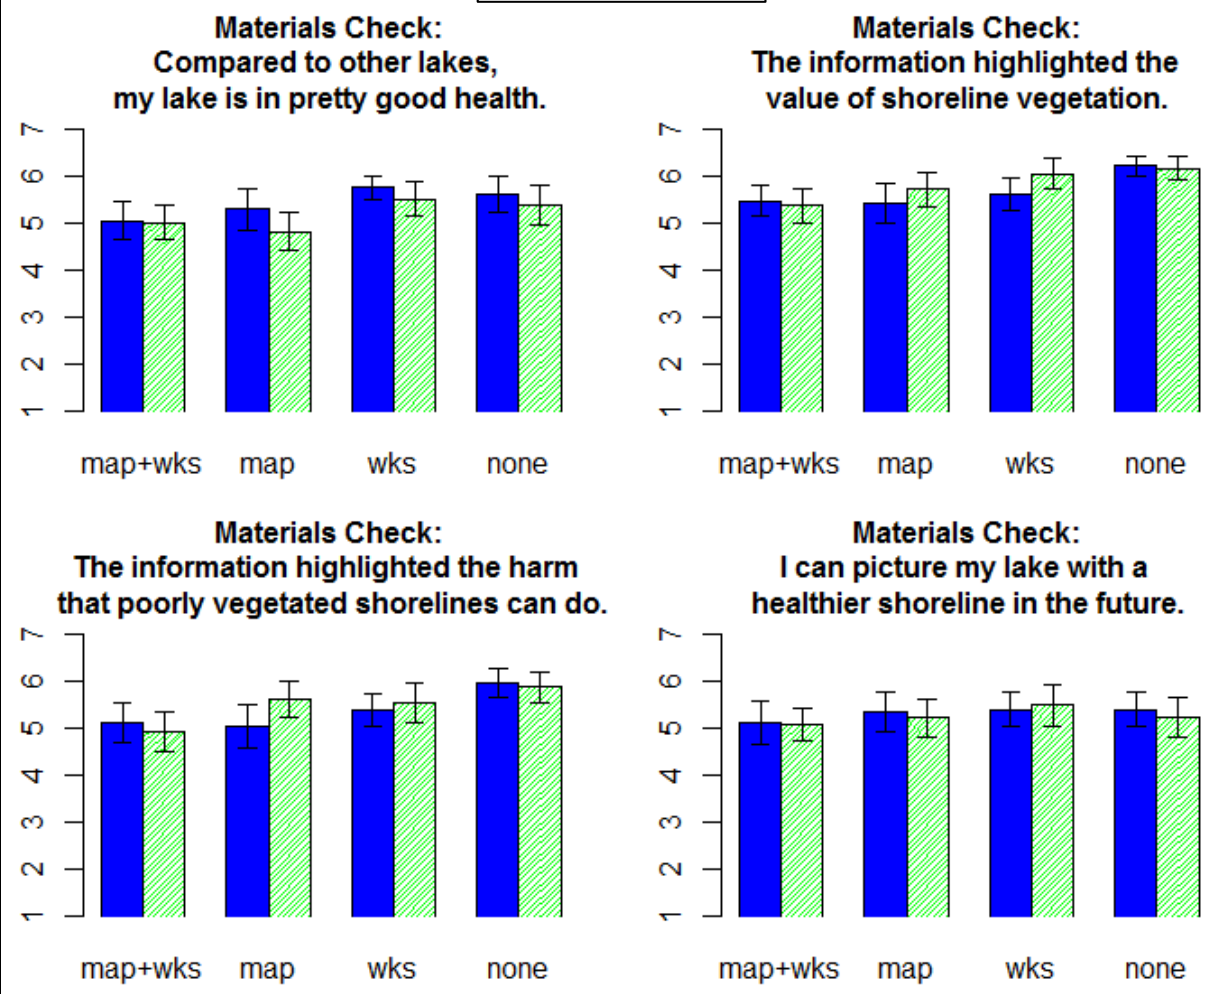 Materials Check:
Compared to other lakes,
my lake is in pretty good health.
7
6
5
4
3
2
1
map+wks map wks none
Materials Check:
The information highlighted the
value of shoreline vegetation.
7
6
5
4
3
2
1
map+wks map wks none
Materials Check:
The information highlighted the harm
that poorly vegetated shorelines can do.
7
6
5
4
3
2
1
map+wks map wks none
Materials Check:
I can picture my lake with a
healthier shoreline in the future.
7
6
5
4
3
2
1
map+wks map wks none